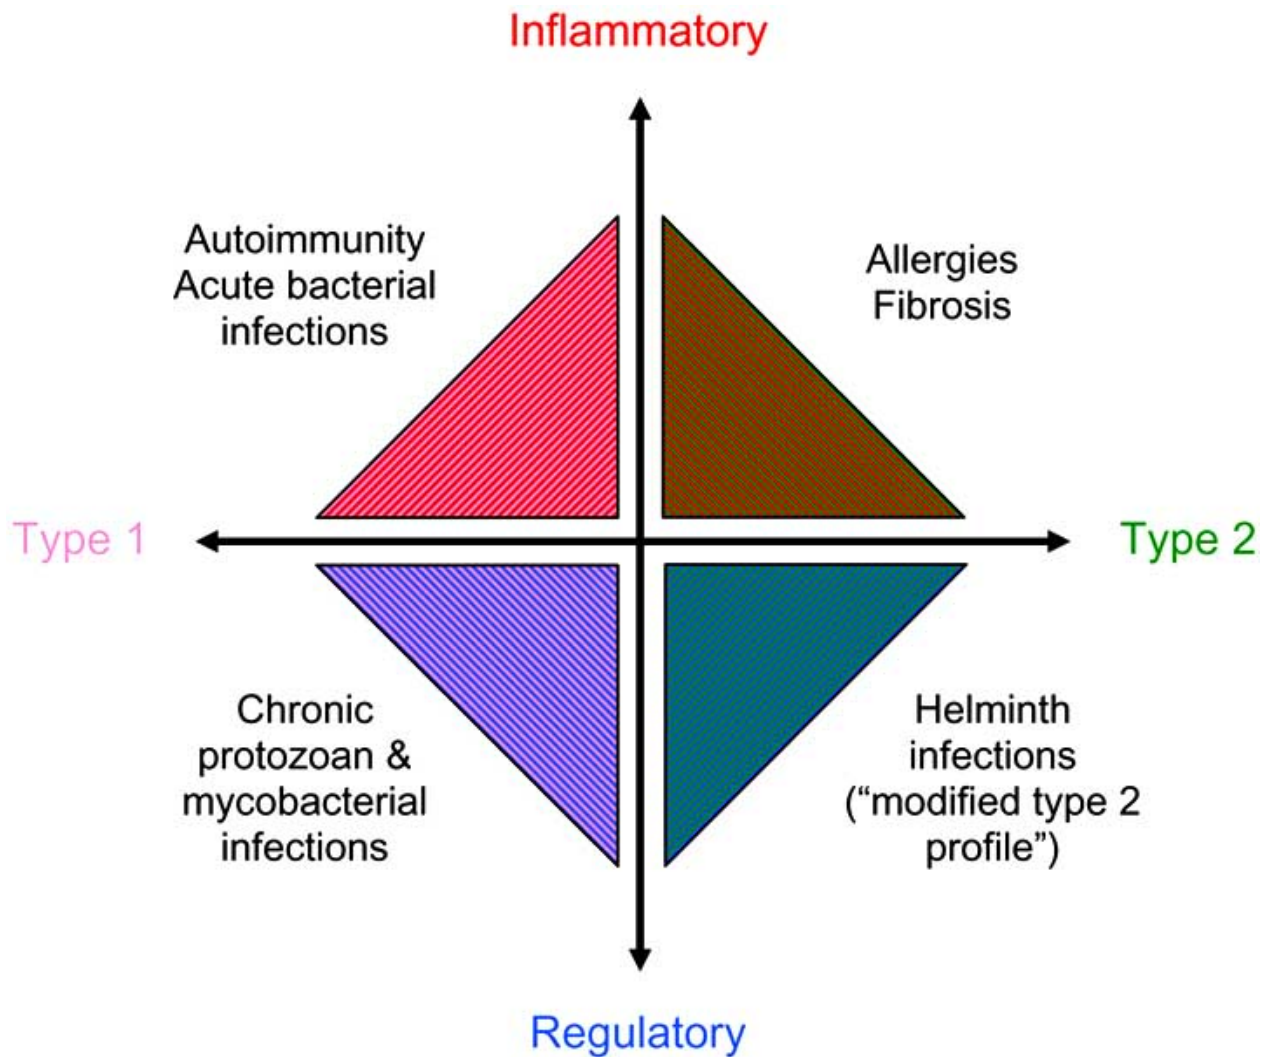 Inflammatory
Autoimmunity
Acute bacterial
infections
Allergies
Fibrosis
Type 1
Type 2
Chronic
protozoan &
mycobacterial
infections
Helminth
infections
(“modified type 2
profile”)
Regulatory